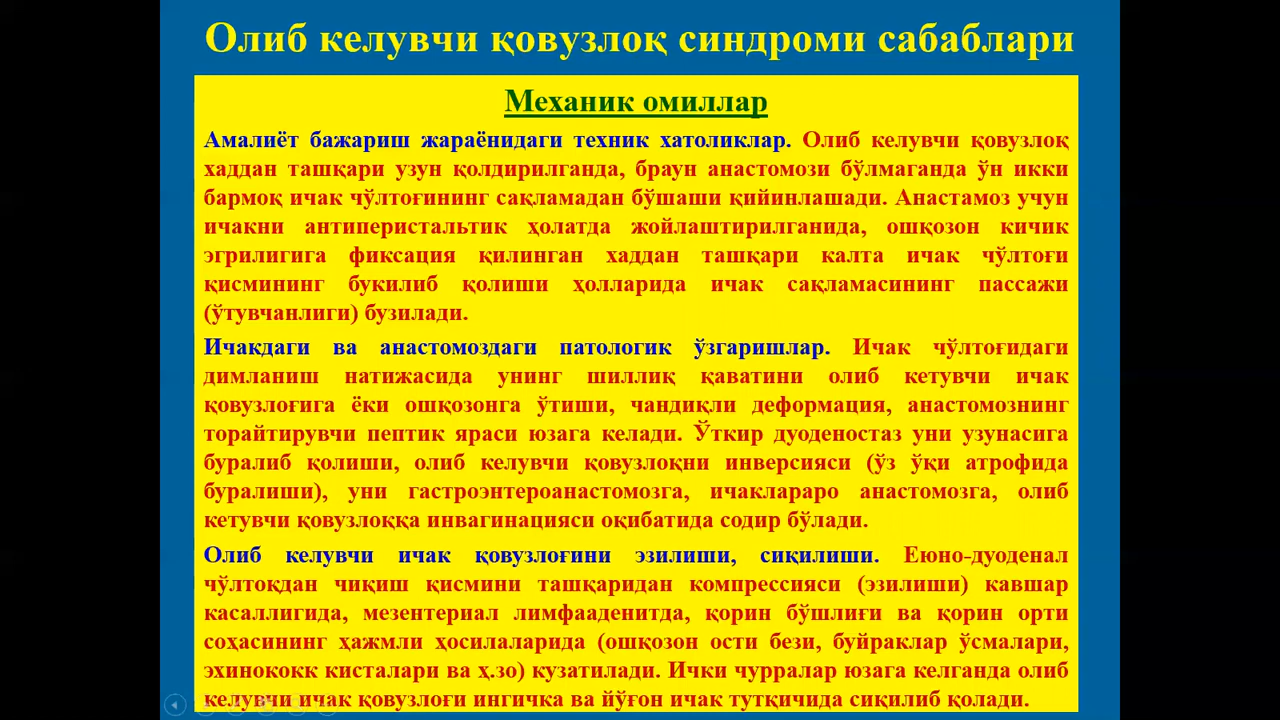 Олиб келувчи қовузлоқ синдроми сабаблари
Механик омиллар
Амалиёт бажариш жараёнидаги техник хатоликлар. Олиб келувчи қовузлоқ
хаддан ташқари узун қолдирилганда, браун анастомози бўлмаганда ўн икки
бармоқ ичак чўлтоғининг сақламадан бўшаши қийинлашади. Анастамоз учун
ичакни антиперистальтик ҳолатда жойлаштирилганида, ошқозон кичик
эгрилигига фиксация қилинган хаддан ташқари калта ичак чўлтоғи
қисмининг букилиб қолиши ҳолларида ичак сақламасининг пассажи
(ўтувчанлиги) бузилади.
Ичакдаги ва анастомоздаги патологик ўзгаришлар. Ичак чўлтоғидаги
димланиш натижасида унинг шиллиқ қаватини олиб кетувчи ичак
қовузлоғига ёки ошқозонга ўтиши, чандиқли деформация, анастомознинг
торайтирувчи пептик яраси юзага келади. Ўткир дуоденостаз уни узунасига
буралиб қолиши, олиб келувчи қовузлоқни инверсияси (ўз ўқи атрофида
буралиши), уни гастроэнтероанастомозга, ичаклараро анастомозга, олиб
кетувчи қовузлоққа инвагинацияси оқибатида содир бўлади.
Олиб келувчи ичак қовузлоғини эзилиши, сиқилиши. Еюно-дуоденал
чўлтоқдан чиқиш қисмини ташқаридан компрессияси (эзилиши) кавшар
касаллигида, мезентериал лимфааденитда, қорин бўшлиғи ва қорин орти
соҳасининг ҳажмли ҳосилаларида (ошқозон ости бези, буйраклар ўсмалари,
эхинококк кисталари ва ҳ.зо) кузатилади. Ички чурралар юзага келганда олиб
келувчи ичак қовузлоғи ингичка ва йўғон ичак тутқичида сиқилиб қолади.